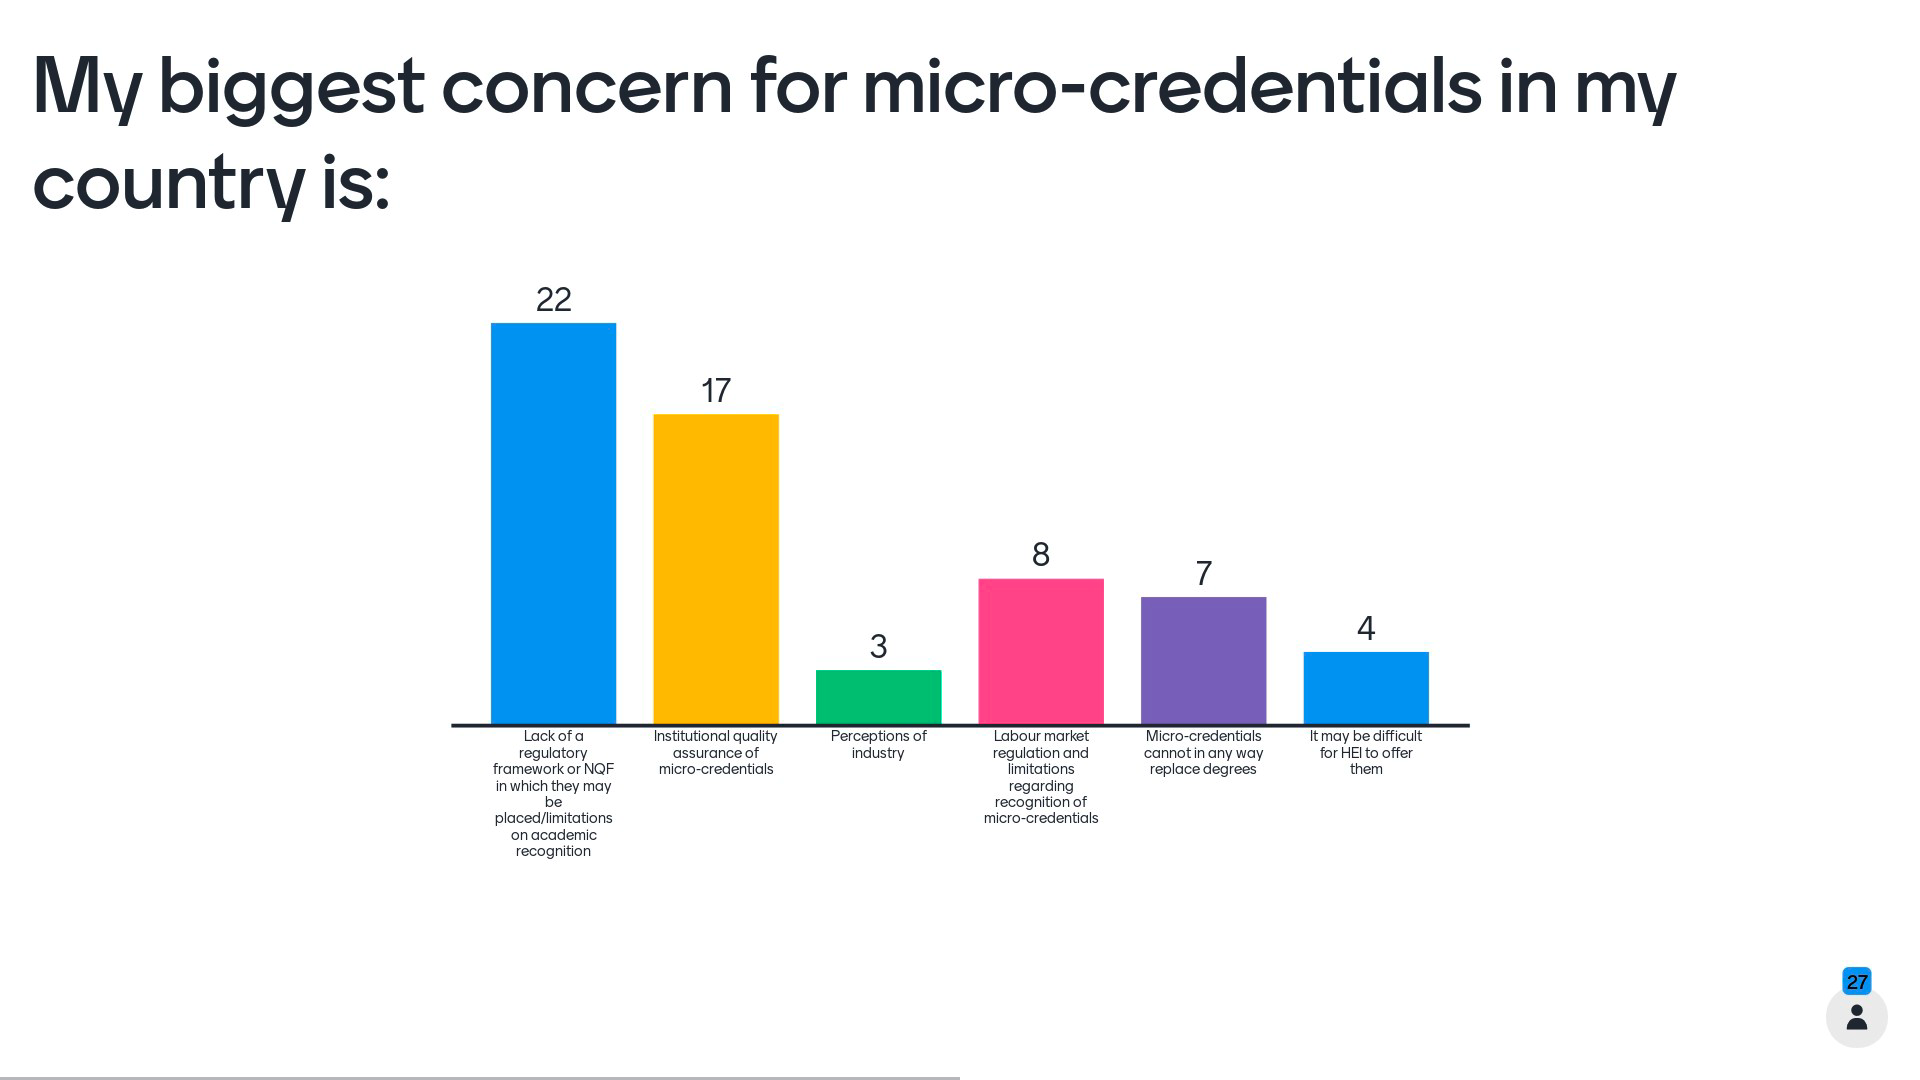 My biggest concern for micro-credentials in my
country is:
22
17
3
8
7
4
Lack of a
regulatory
framework or NQF
in which they may
be
placed/limitations
on academic
recognition
Institutional quality
assurance of
micro-credentials
Perceptions of
industry
Labour market
regulation and
limitations
regarding
recognition of
micro-credentials
Micro-credentials
cannot in any way
replace degrees
It may be difficult
for HEI to offer
them
27